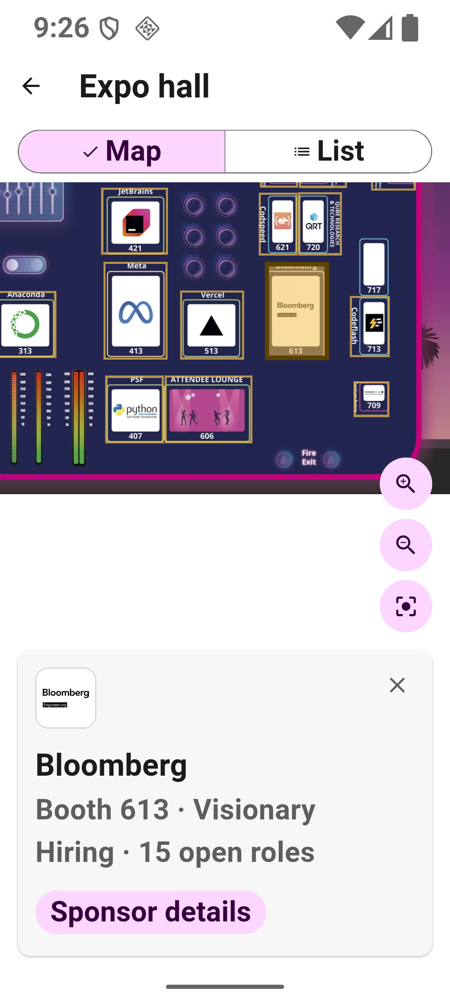 9:26
Expo hall
Map
List
JetBrains
421
Codspeed
621
QUBE RESEARCH
& TECHNOLOGIES
QRT
720
717
Anaconda
313
Meta
413
Vercel
513
Bloomberg
Bloomberg
613
Codeflash
713
PSF
python
407
ATTENDEE LOUNGE
606
709
Fire
Exit
Bloomberg
Engineering
Bloomberg
Booth 613 · Visionary
Hiring · 15 open roles
Sponsor details